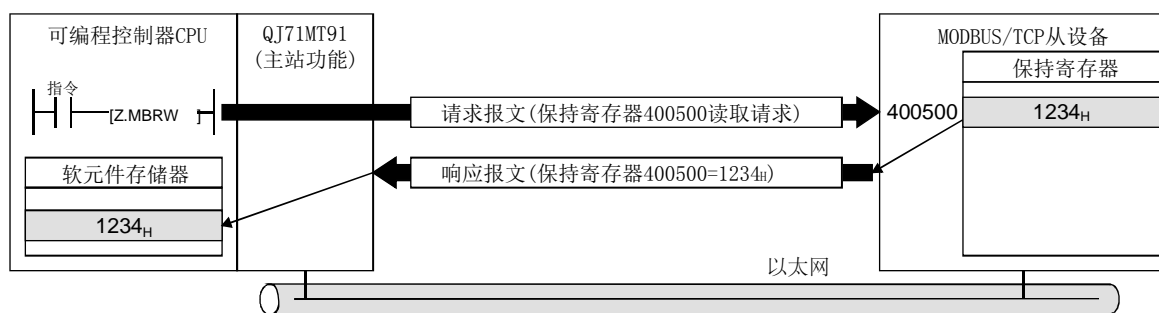 可编程控制器CPU
QJ71MT91
(主站功能)
MODBUS/TCP从设备
保持寄存器
指令
[Z.MBRW ]
请求报文(保持寄存器400500读取请求)
400500
1234H
软元件存储器
响应报文(保持寄存器400500=1234H)
1234H
以太网